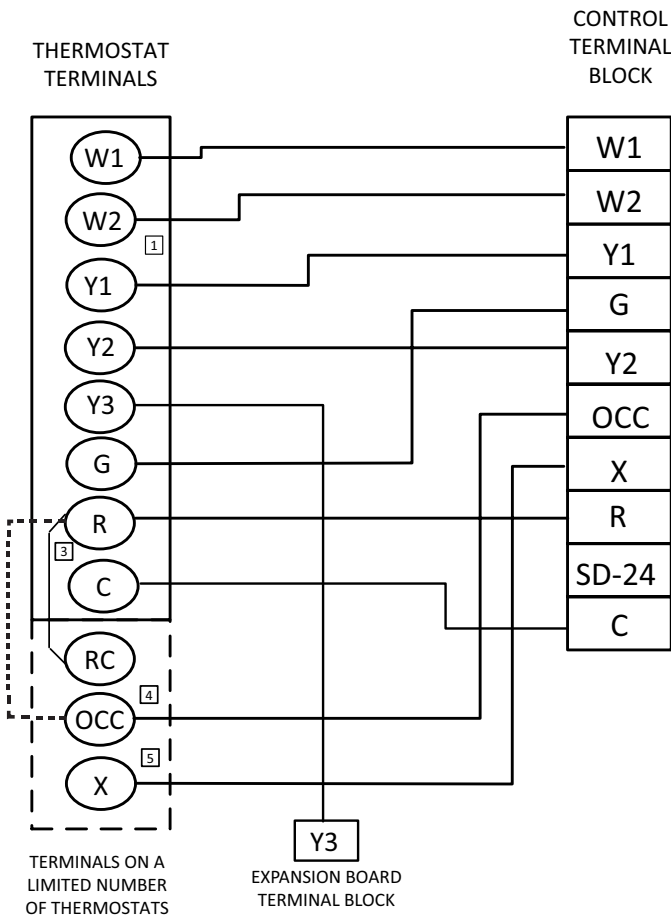 THERMOSTAT
TERMINALS
W1
W2
1
Y1
Y2
Y3
G
R
3
C
RC
4
OCC
5
X
TERMINALS ON A
LIMITED NUMBER
OF THERMOSTATS
Y3
EXPANSION BOARD
TERMINAL BLOCK
CONTROL
TERMINAL
BLOCK
W1
W2
Y1
G
Y2
OCC
X
R
SD-24
C